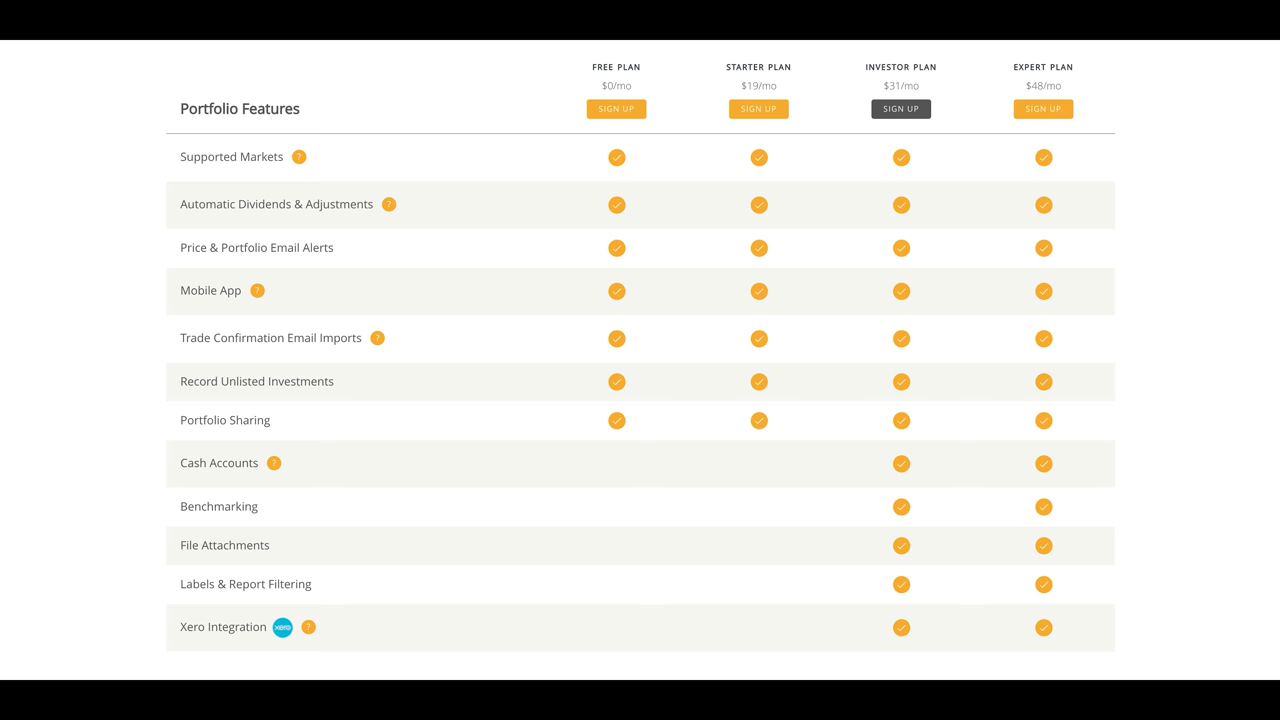 FREE PLAN STARTER PLAN INVESTOR PLAN EXPERT PLAN
$0/mo $19/mo $31/mo $48/mo
Portfolio Features SIGN UP SIGN UP SIGN UP SIGN UP
Supported Markets ?
Automatic Dividends & Adjustments ?
Price & Portfolio Email Alerts
Mobile App ?
Trade Confirmation Email Imports ?
Record Unlisted Investments
Portfolio Sharing
Cash Accounts ?
Benchmarking
File Attachments
Labels & Report Filtering
Xero Integration xero ?